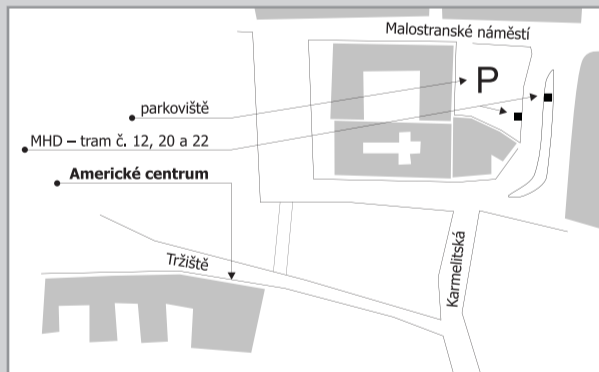 Malostranské náměstí
P
parkoviště
MHD – tram č. 12, 20 a 22
Americké centrum
Tržiště
Karmelitská